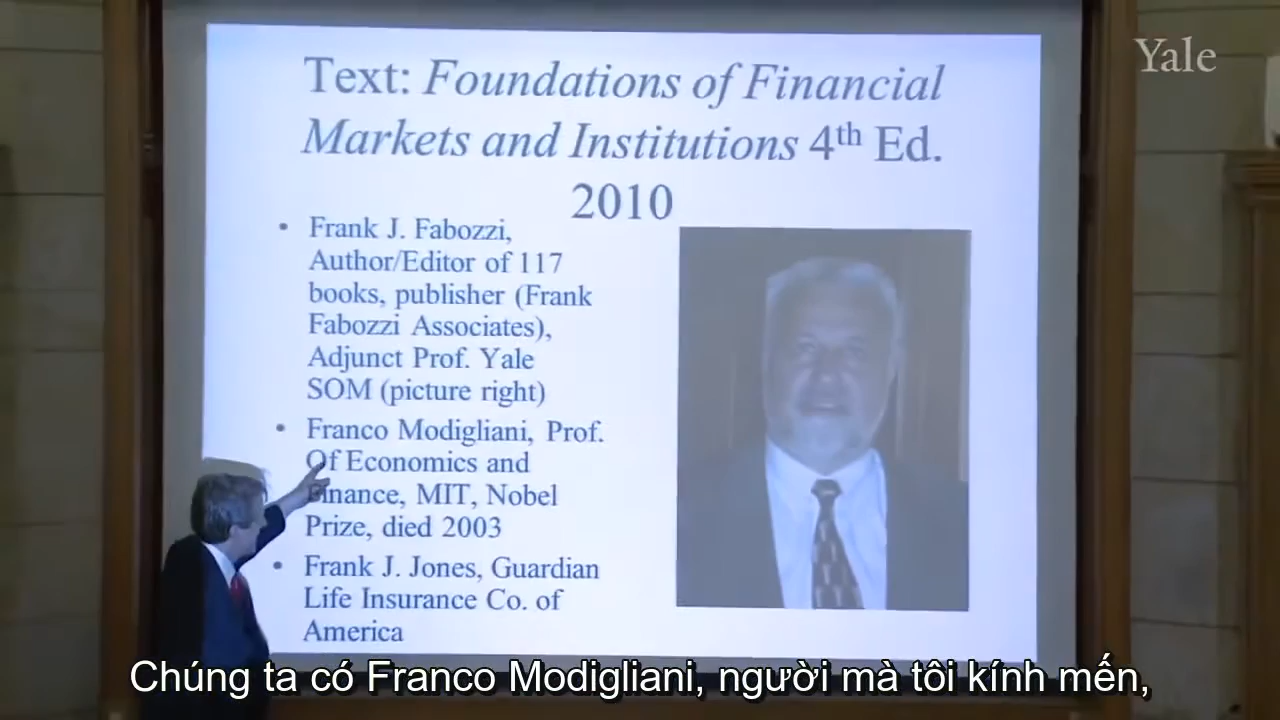 Yale
Text: Foundations of Financial
Markets and Institutions 4th Ed.
2010
• Frank J. Fabozzi,
Author/Editor of 117
books, publisher (Frank
Fabozzi Associates),
Adjunct Prof. Yale
SOM (picture right)
• Franco Modigliani, Prof.
Of Economics and
Finance, MIT, Nobel
Prize, died 2003
• Frank J. Jones, Guardian
Life Insurance Co. of
America
Chúng ta có Franco Modigliani, người mà tôi kính mến,